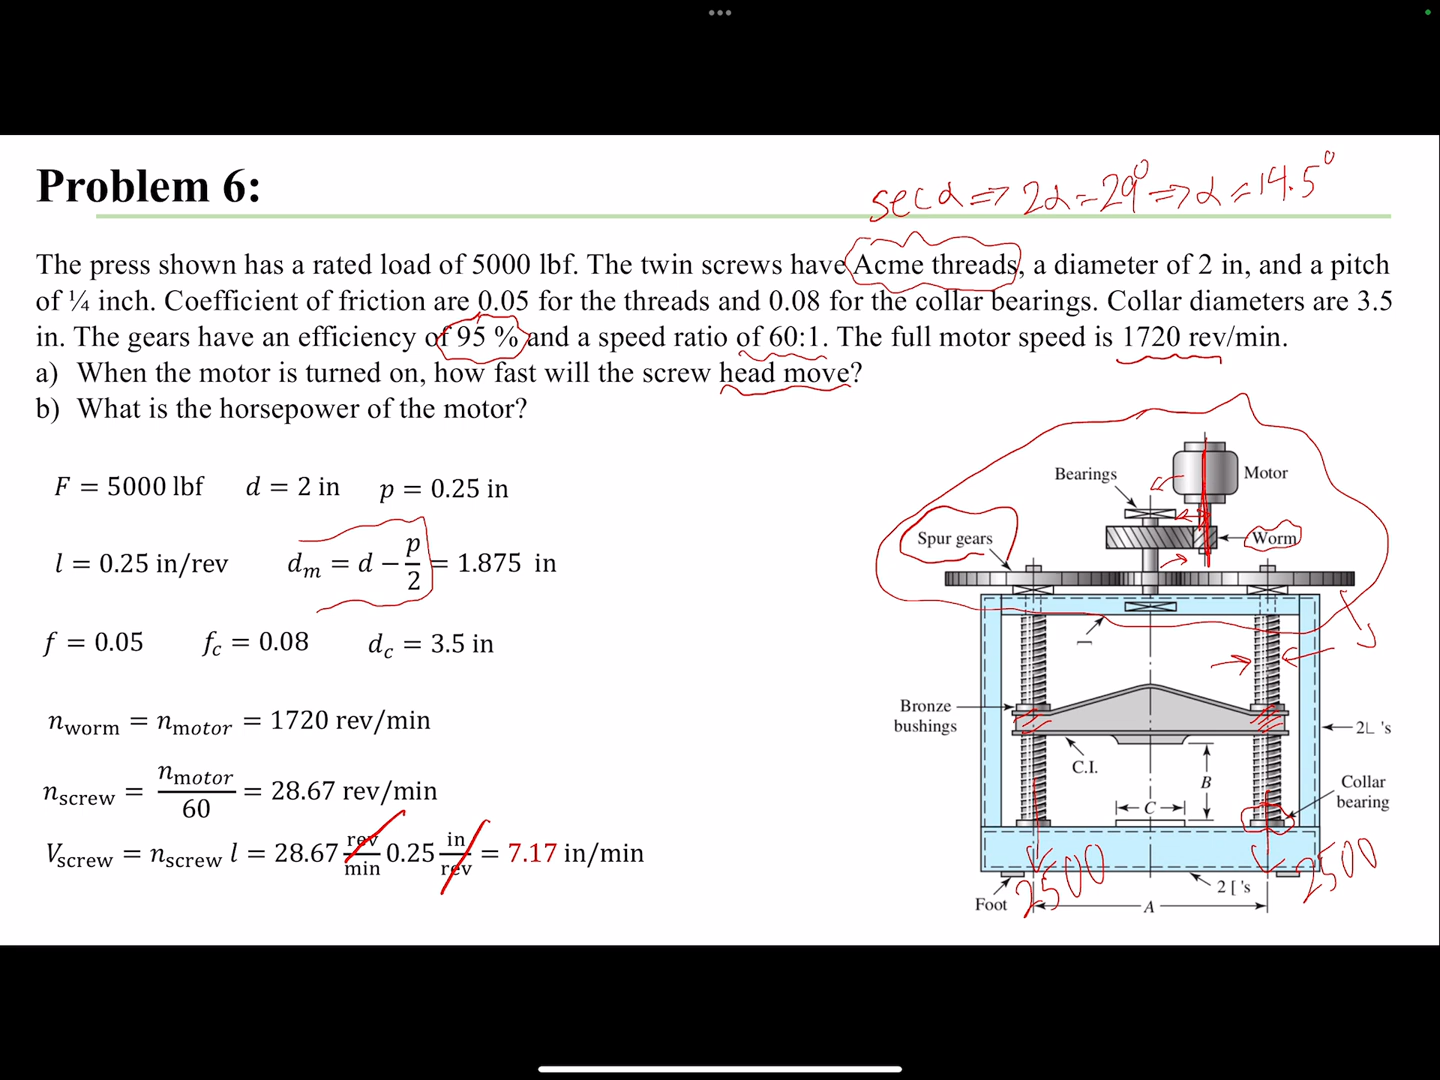 Problem 6:
secα ⇒ 2α = 29° ⇒ α = 14.5°
The press shown has a rated load of 5000 lbf. The twin screws have Acme threads, a diameter of 2 in, and a pitch
of ¼ inch. Coefficient of friction are 0.05 for the threads and 0.08 for the collar bearings. Collar diameters are 3.5
in. The gears have an efficiency of 95 % and a speed ratio of 60:1. The full motor speed is 1720 rev/min.
a) When the motor is turned on, how fast will the screw head move?
b) What is the horsepower of the motor?
F = 5000 lbf d = 2 in p = 0.25 in
l = 0.25 in/rev d_m = d − p/2 = 1.875 in
f = 0.05 f_c = 0.08 d_c = 3.5 in
n_worm = n_motor = 1720 rev/min
n_screw = n_motor/60 = 28.67 rev/min
V_screw = n_screw l = 28.67 rev/min 0.25 in/rev = 7.17 in/min
Bearings
Motor
Spur gears
Worm
Bronze
bushings
2L 's
C.I.
B
Collar
bearing
C
2500
2500
2 [ 's
Foot
A